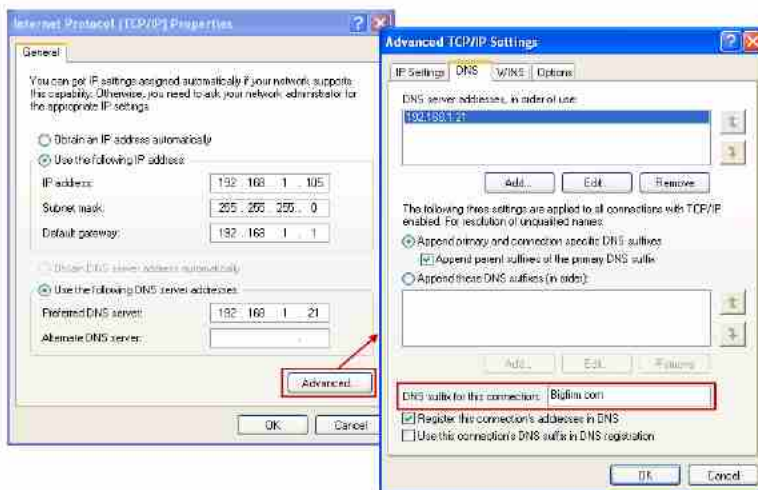 Internet Protocol (TCP/IP) Properties
General
You can get IP settings assigned automatically if your network supports
this capability. Otherwise, you need to ask your network administrator for
the appropriate IP settings.
Obtain an IP address automatically
Use the following IP address:
IP address: 192 . 168 . 1 . 105
Subnet mask: 255 . 255 . 255 . 0
Default gateway: 192 . 168 . 1 . 1
Obtain DNS server address automatically
Use the following DNS server addresses:
Preferred DNS server: 192 . 168 . 1 . 21
Alternate DNS server:
Advanced...
OK Cancel
Advanced TCP/IP Settings
IP Settings DNS WINS Options
DNS server addresses, in order of use:
192.168.1.21
Add... Edit... Remove
The following three settings are applied to all connections with TCP/IP
enabled. For resolution of unqualified names:
Append primary and connection specific DNS suffixes
Append parent suffixes of the primary DNS suffix
Append these DNS suffixes (in order):
Add... Edit... Remove
DNS suffix for this connection: Bigfirm.com
Register this connection's addresses in DNS
Use this connection's DNS suffix in DNS registration
OK Cancel